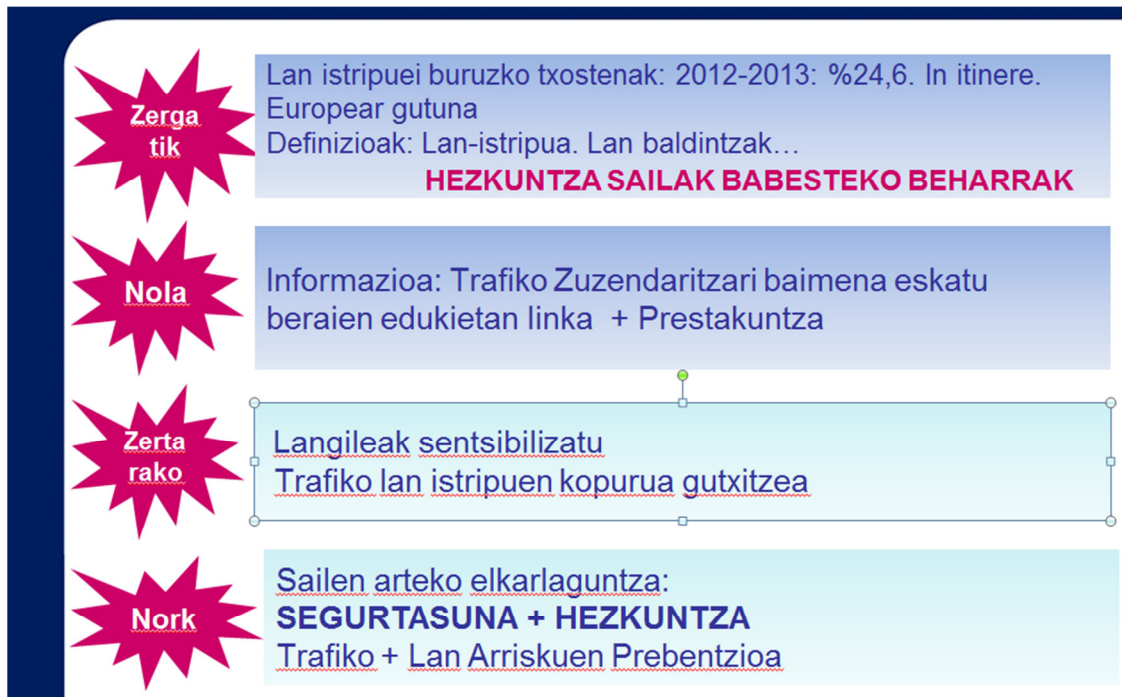 Zerga
tik
Lan istripuei buruzko txostenak: 2012-2013: %24,6. In itinere.
Europear gutuna
Definizioak: Lan-istripua. Lan baldintzak…
HEZKUNTZA SAILAK BABESTEKO BEHARRAK
Nola
Informazioa: Trafiko Zuzendaritzari baimena eskatu
beraien edukietan linka + Prestakuntza
Zerta
rako
Langileak sentsibilizatu
Trafiko lan istripuen kopurua gutxitzea
Nork
Sailen arteko elkarlaguntza:
SEGURTASUNA + HEZKUNTZA
Trafiko + Lan Arriskuen Prebentzioa